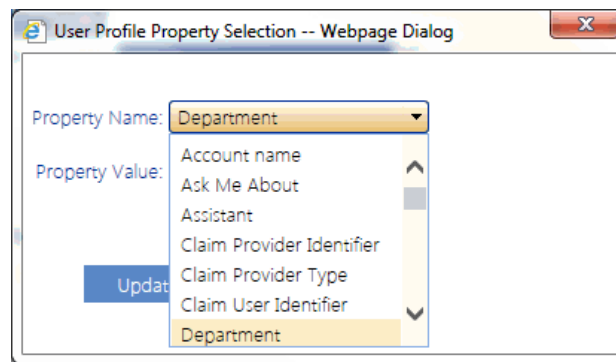 User Profile Property Selection -- Webpage Dialog
Property Name: Department
Account name
Property Value:
Ask Me About
Assistant
Claim Provider Identifier
Claim Provider Type
Updat
Claim User Identifier
Department